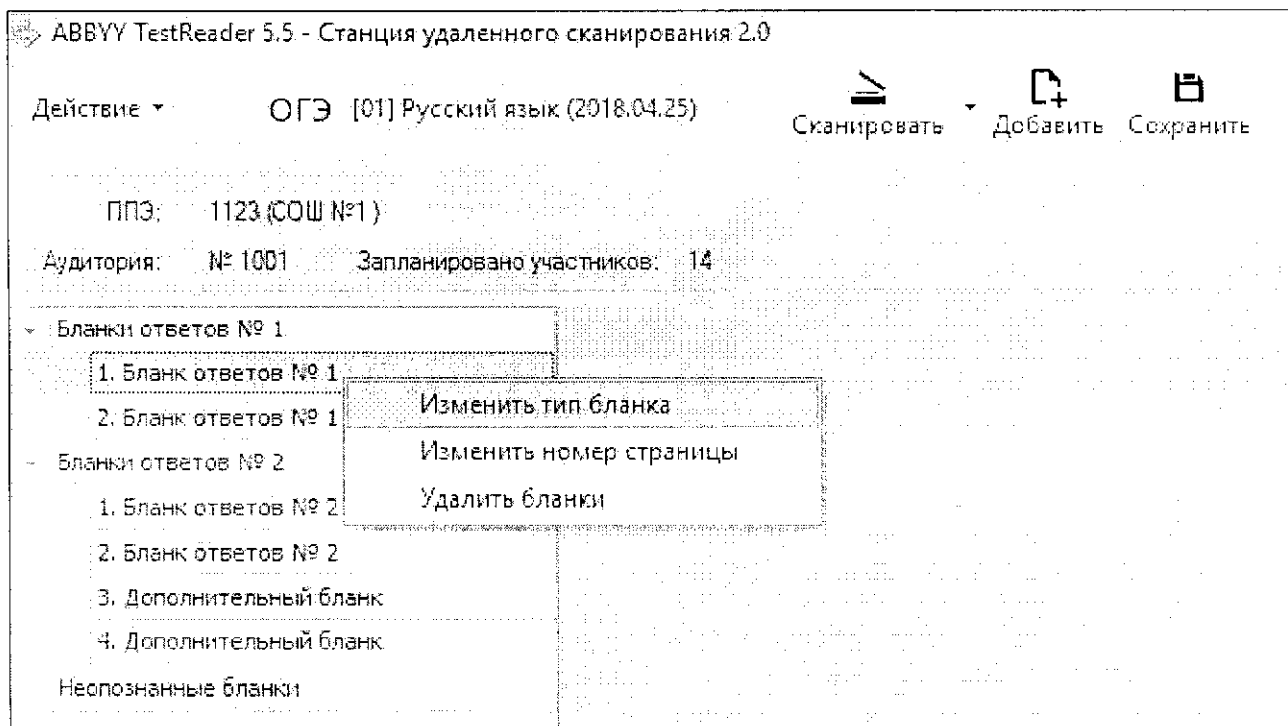 ABBYY TestReader 5.5 - Станция удаленного сканирования 2.0
Действие ОГЭ [01] Русский язык (2018.04.25) Сканировать Добавить Сохранить
ППЭ: 1123 (СОШ №1 )
Аудитория: № 1001 Запланировано участников: 14
Бланки ответов № 1
1. Бланк ответов № 1
Изменить тип бланка
2. Бланк ответов № 1
Изменить номер страницы
Бланки ответов № 2
Удалить бланки
1. Бланк ответов № 2
2. Бланк ответов № 2
3. Дополнительный бланк
4. Дополнительный бланк
Неопознанные бланки